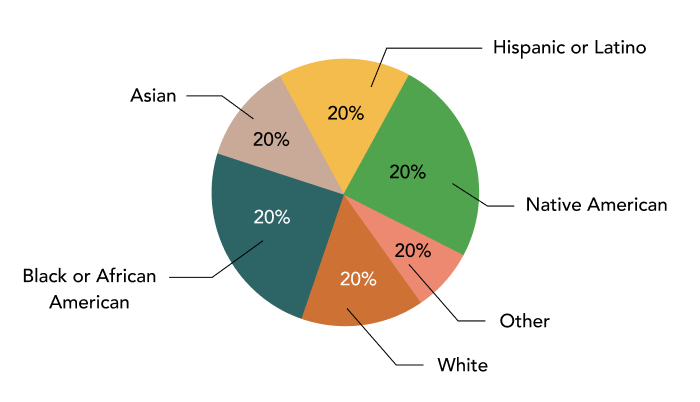 Hispanic or Latino
Asian
20%
20%
20%
Native American
20%
20%
20%
Black or African
American
Other
White